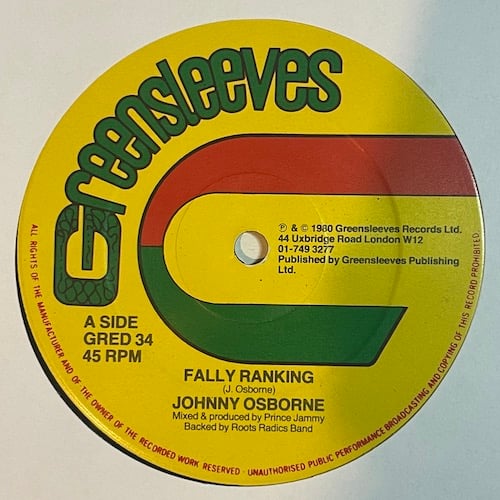 Greensleeves
℗ & © 1980 Greensleeves Records Ltd.
44 Uxbridge Road London W12
01-749 3277
Published by Greensleeves Publishing
Ltd.
A SIDE
GRED 34
45 RPM
FALLY RANKING
(J. Osborne)
JOHNNY OSBORNE
Mixed & produced by Prince Jammy
Backed by Roots Radics Band
ALL RIGHTS OF THE MANUFACTURER AND OF THE OWNER OF THE RECORDED WORK RESERVED - UNAUTHORISED PUBLIC PERFORMANCE BROADCASTING AND COPYING OF THIS RECORD PROHIBITED